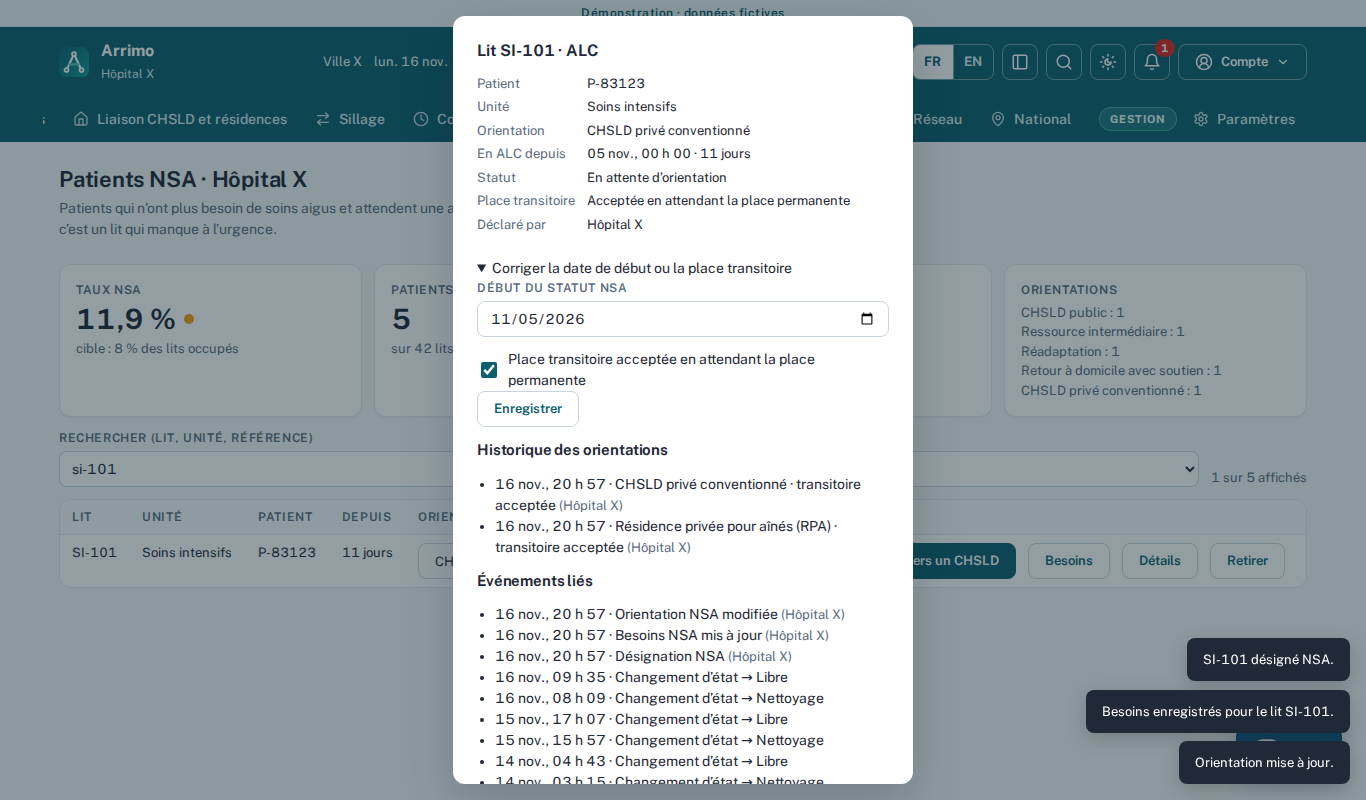 Démonstration · données fictives
Arrimo
Hôpital X
Ville X lun. 16 nov.
FR EN
1
Compte
Liaison CHSLD et résidences
Sillage
Co
Réseau
National
GESTION
Paramètres
Patients NSA · Hôpital X
Patients qui n’ont plus besoin de soins aigus et attendent une a
c’est un lit qui manque à l’urgence.
TAUX NSA
11,9 %
cible : 8 % des lits occupés
PATIENTS
5
sur 42 lits
ORIENTATIONS
CHSLD public : 1
Ressource intermédiaire : 1
Réadaptation : 1
Retour à domicile avec soutien : 1
CHSLD privé conventionné : 1
RECHERCHER (LIT, UNITÉ, RÉFÉRENCE)
si-101
1 sur 5 affichés
LIT UNITÉ PATIENT DEPUIS ORIEN
SI-101 Soins intensifs P-83123 11 jours CH
ers un CHSLD Besoins Détails Retirer
Lit SI-101 · ALC
Patient P-83123
Unité Soins intensifs
Orientation CHSLD privé conventionné
En ALC depuis 05 nov., 00 h 00 · 11 jours
Statut En attente d’orientation
Place transitoire Acceptée en attendant la place permanente
Déclaré par Hôpital X
Corriger la date de début ou la place transitoire
DÉBUT DU STATUT NSA
11/05/2026
Place transitoire acceptée en attendant la place
permanente
Enregistrer
Historique des orientations
16 nov., 20 h 57 · CHSLD privé conventionné · transitoire
acceptée (Hôpital X)
16 nov., 20 h 57 · Résidence privée pour aînés (RPA) ·
transitoire acceptée (Hôpital X)
Événements liés
16 nov., 20 h 57 · Orientation NSA modifiée (Hôpital X)
16 nov., 20 h 57 · Besoins NSA mis à jour (Hôpital X)
16 nov., 20 h 57 · Désignation NSA (Hôpital X)
16 nov., 09 h 35 · Changement d’état → Libre
16 nov., 08 h 09 · Changement d’état → Nettoyage
15 nov., 17 h 07 · Changement d’état → Libre
15 nov., 15 h 57 · Changement d’état → Nettoyage
14 nov., 04 h 43 · Changement d’état → Libre
14 nov., 03 h 15 · Changement d’état → Nettoyage
SI-101 désigné NSA.
Besoins enregistrés pour le lit SI-101.
Orientation mise à jour.